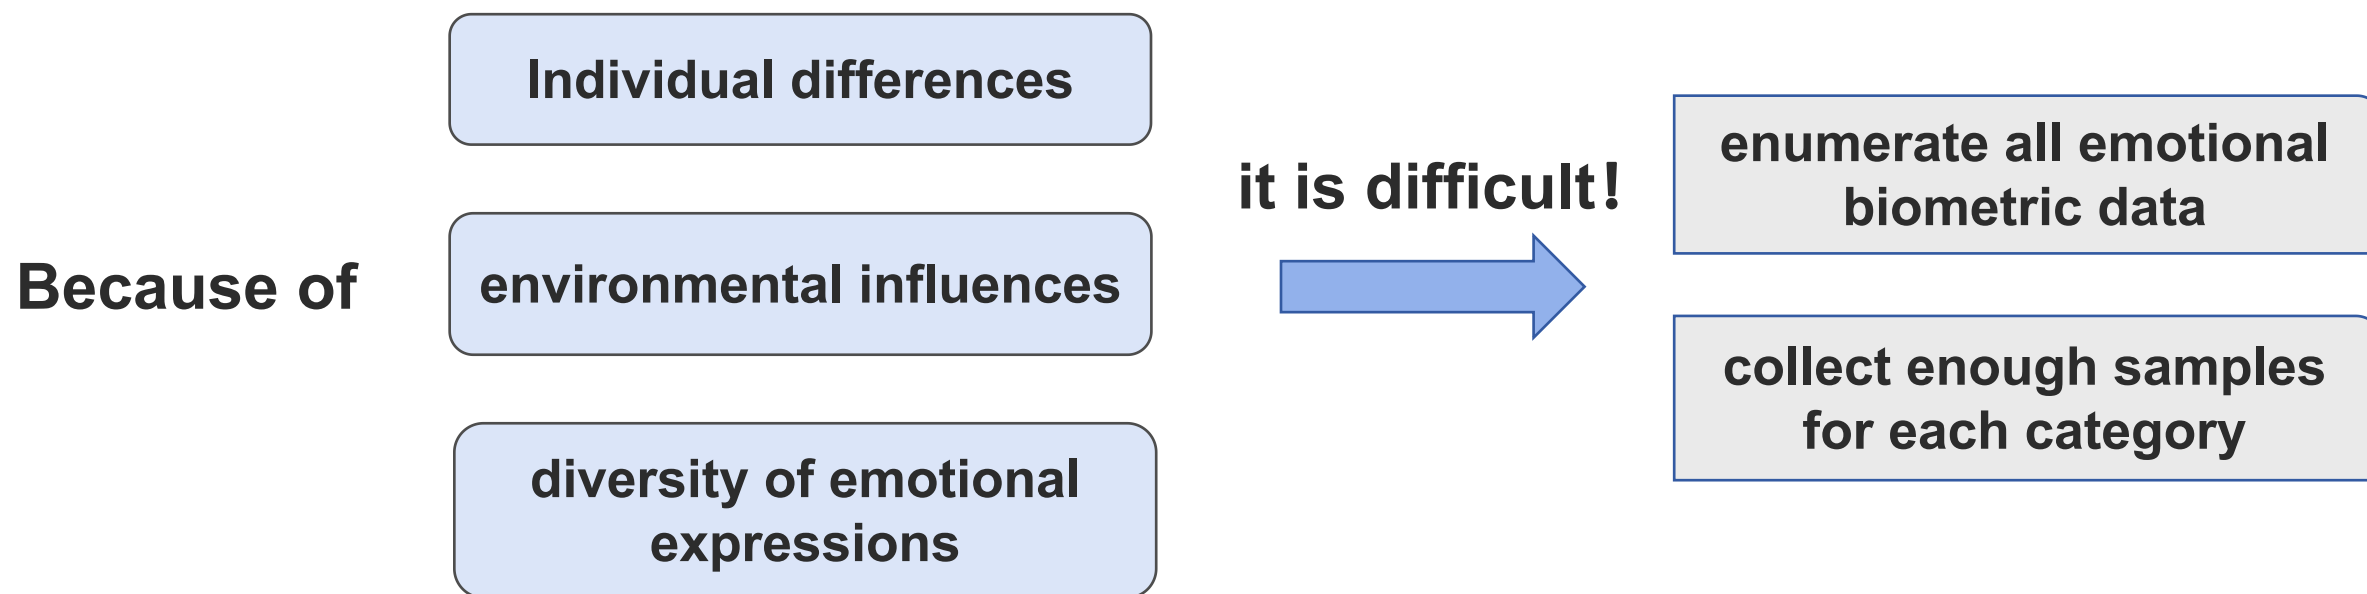 Because of
Individual differences
environmental influences
diversity of emotional
expressions
it is difficult!
enumerate all emotional
biometric data
collect enough samples
for each category